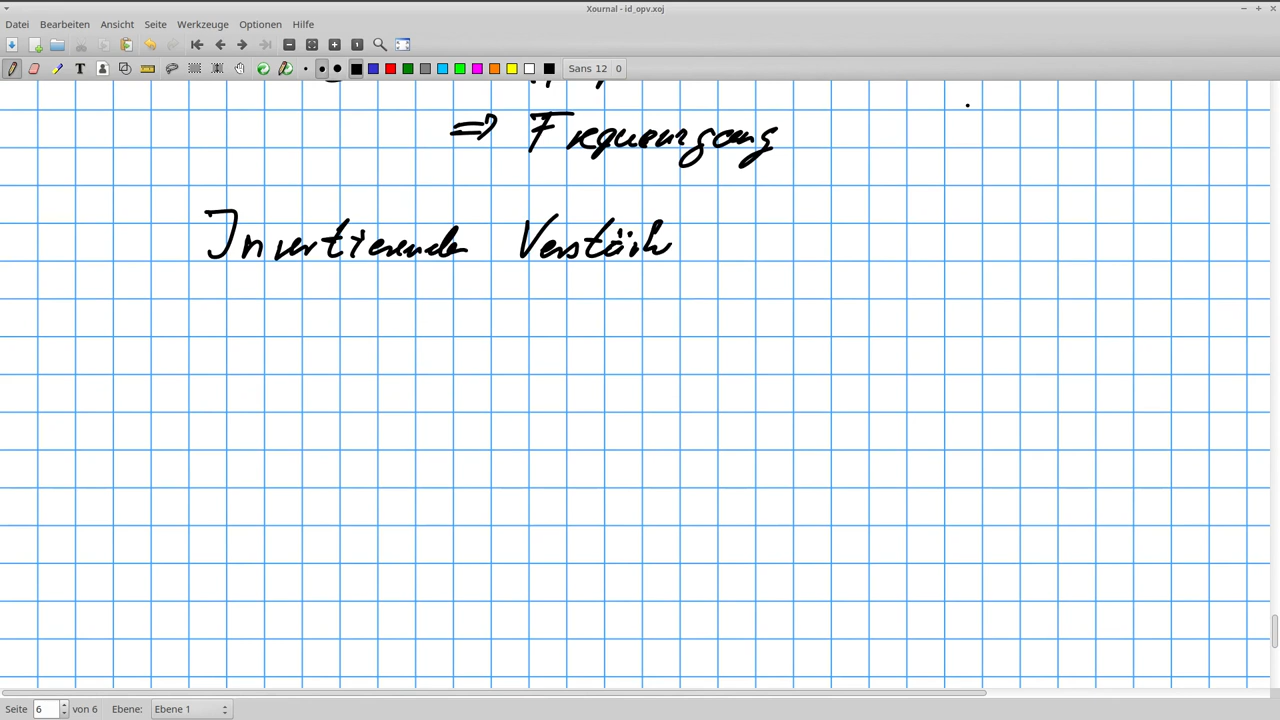 Xournal - id_opv.xoj
Datei Bearbeiten Ansicht Seite Werkzeuge Optionen Hilfe
Sans 12 0
⇒ Frequenzgang
Invertierender Verstärk
Seite 6 von 6 Ebene: Ebene 1